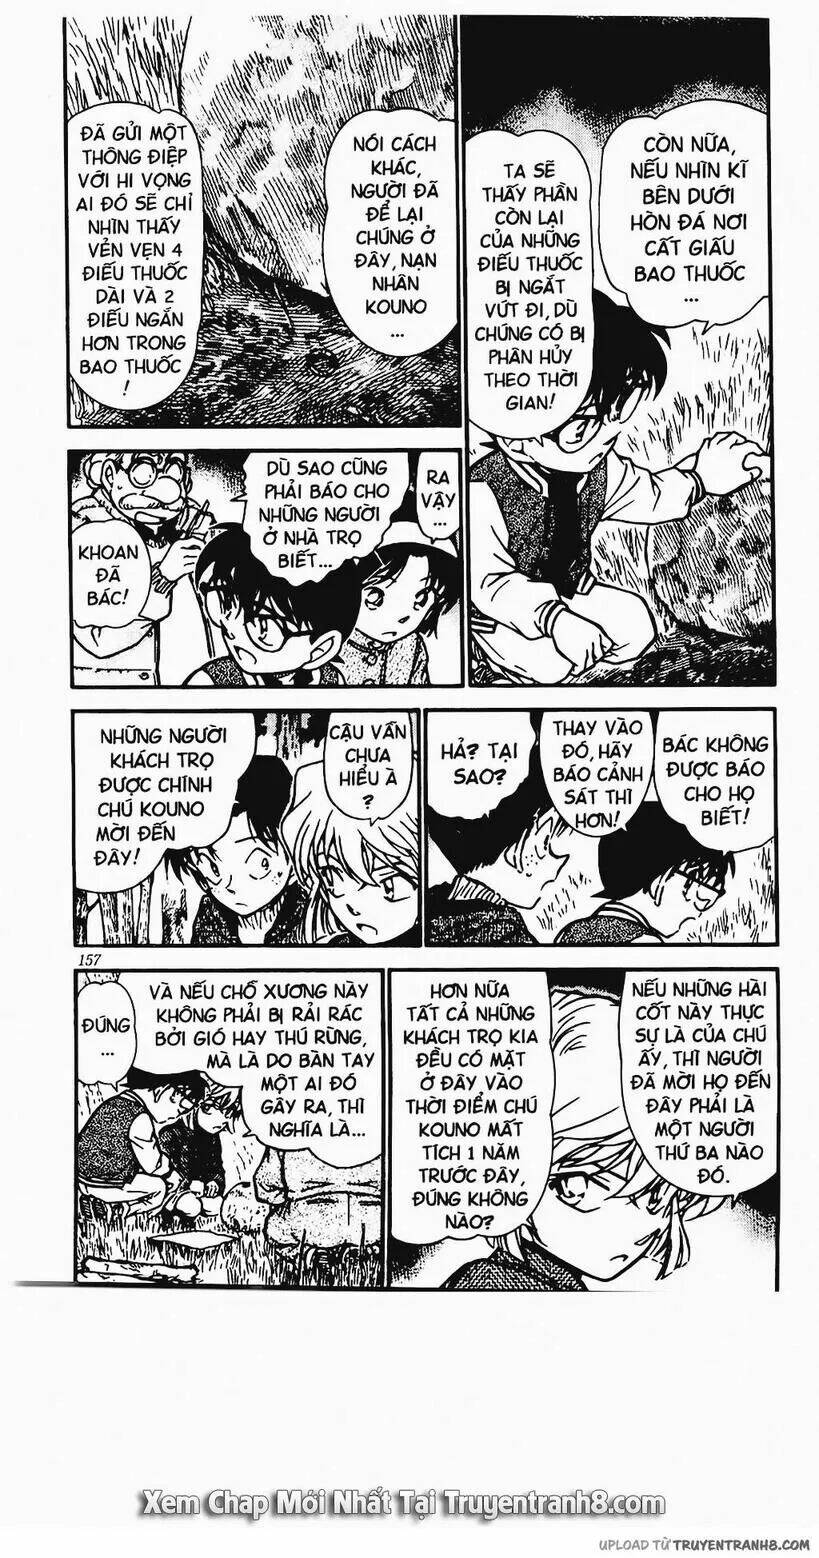 CÒN NỮA,
NẾU NHÌN KĨ
BÊN DƯỚI
HÒN ĐÁ NƠI
CẤT GIẤU
BAO THUỐC
...
TA SẼ
THẤY PHẦN
CÒN LẠI
CỦA NHỮNG
ĐIẾU THUỐC
BỊ NGẮT
VỨT ĐI, DÙ
CHÚNG CÓ BỊ
PHÂN HỦY
THEO THỜI
GIAN!
NÓI CÁCH
KHÁC,
NGƯỜI ĐÃ
ĐỂ LẠI
CHÚNG Ở
ĐÂY, NẠN
NHÂN
KOUNO
...
ĐÃ GỬI MỘT
THÔNG ĐIỆP
VỚI HI VỌNG
AI ĐÓ SẼ CHỈ
NHÌN THẤY
VẺN VẸN 4
ĐIẾU THUỐC
DÀI VÀ 2
ĐIẾU NGẮN
HƠN TRONG
BAO THUỐC
!
RA
VẬY
...
DÙ SAO CŨNG
PHẢI BÁO CHO
NHỮNG NGƯỜI
Ở NHÀ TRỌ
BIẾT...
KHOAN
ĐÃ
BÁC!
BÁC KHÔNG
ĐƯỢC BÁO
CHO HỌ
BIẾT!
THAY VÀO
ĐÓ, HÃY
BÁO CẢNH
SÁT THÌ
HƠN!
HẢ? TẠI
SAO?
CẬU VẪN
CHƯA
HIỂU À
?
NHỮNG NGƯỜI
KHÁCH TRỌ
ĐƯỢC CHÍNH
CHÚ KOUNO
MỜI ĐẾN
ĐÂY!
157
NẾU NHỮNG HÀI
CỐT NÀY THỰC
SỰ LÀ CỦA CHÚ
ẤY, THÌ NGƯỜI
ĐÃ MỜI HỌ ĐẾN
ĐÂY PHẢI LÀ
MỘT NGƯỜI
THỨ BA NÀO
ĐÓ.
HƠN NỮA
TẤT CẢ NHỮNG
KHÁCH TRỌ KIA
ĐỀU CÓ MẶT
Ở ĐÂY VÀO
THỜI ĐIỂM CHÚ
KOUNO MẤT
TÍCH 1 NĂM
TRƯỚC ĐÂY,
ĐÚNG KHÔNG
NÀO?
VÀ NẾU CHỖ XƯƠNG NÀY
KHÔNG PHẢI BỊ RẢI RÁC
BỞI GIÓ HAY THÚ RỪNG,
MÀ LÀ DO BÀN TAY
MỘT AI ĐÓ
GÂY RA, THÌ
NGHĨA LÀ...
ĐÚNG
...
Xem Chap Mới Nhất Tại Truyentranh8.com
UPLOAD TỪ TRUYENTRANH8.COM